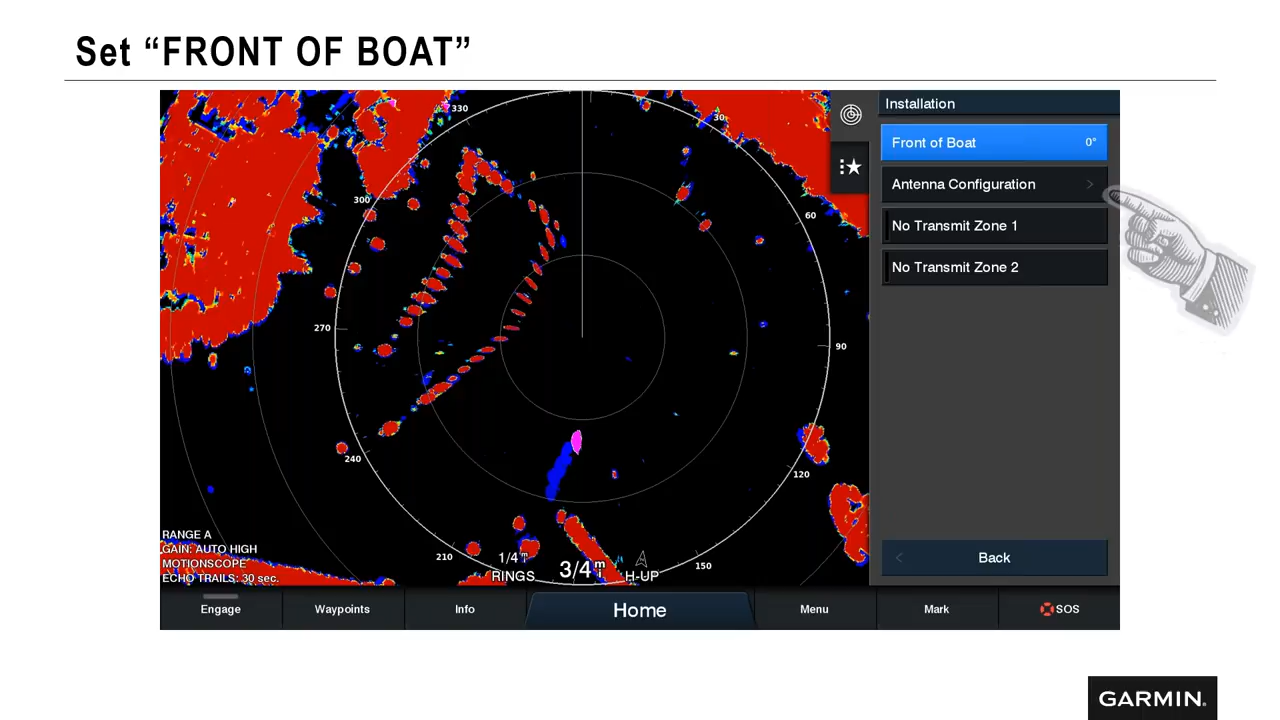 Set “FRONT OF BOAT”
Installation
Front of Boat 0°
Antenna Configuration
No Transmit Zone 1
No Transmit Zone 2
Back
330
30
300
60
270
90
240
120
210
150
RANGE A
GAIN: AUTO HIGH
MOTIONSCOPE
ECHO TRAILS: 30 sec.
1/4 mi
RINGS
3/4 mi
H-UP
Engage
Waypoints
Info
Home
Menu
Mark
SOS
GARMIN.